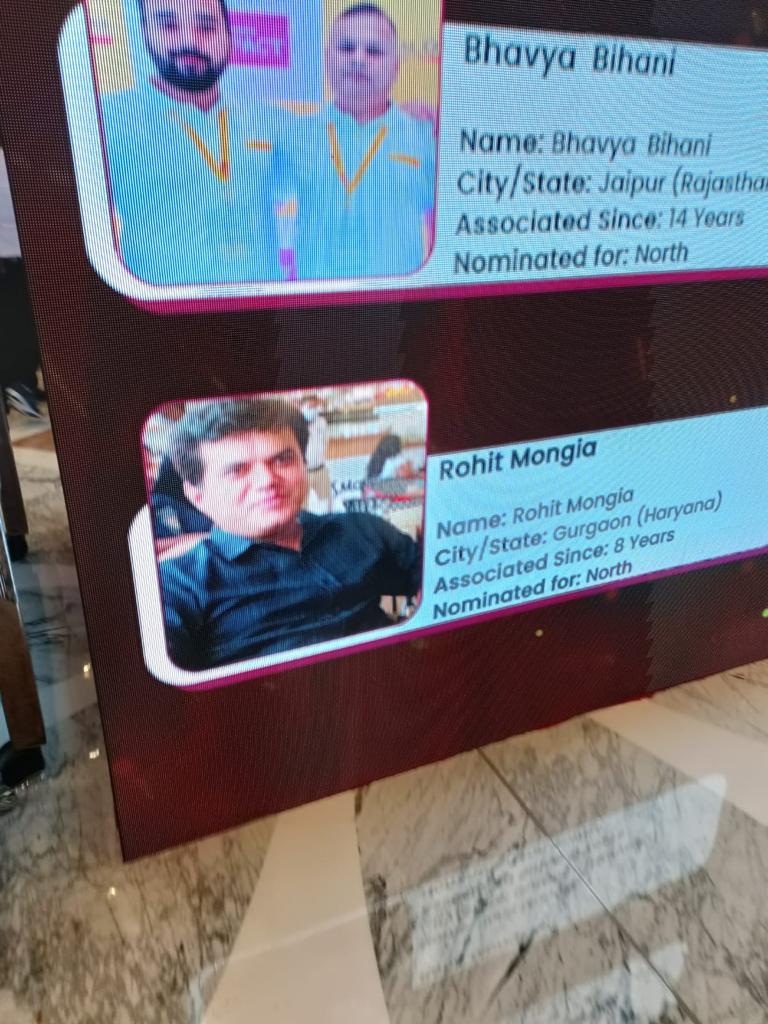 Bhavya Bihani
Name: Bhavya Bihani
City/State: Jaipur (Rajasthan
Associated Since: 14 Years
Nominated for: North
Rohit Mongia
Name: Rohit Mongia
City/State: Gurgaon (Haryana)
Associated Since: 8 Years
Nominated for: North